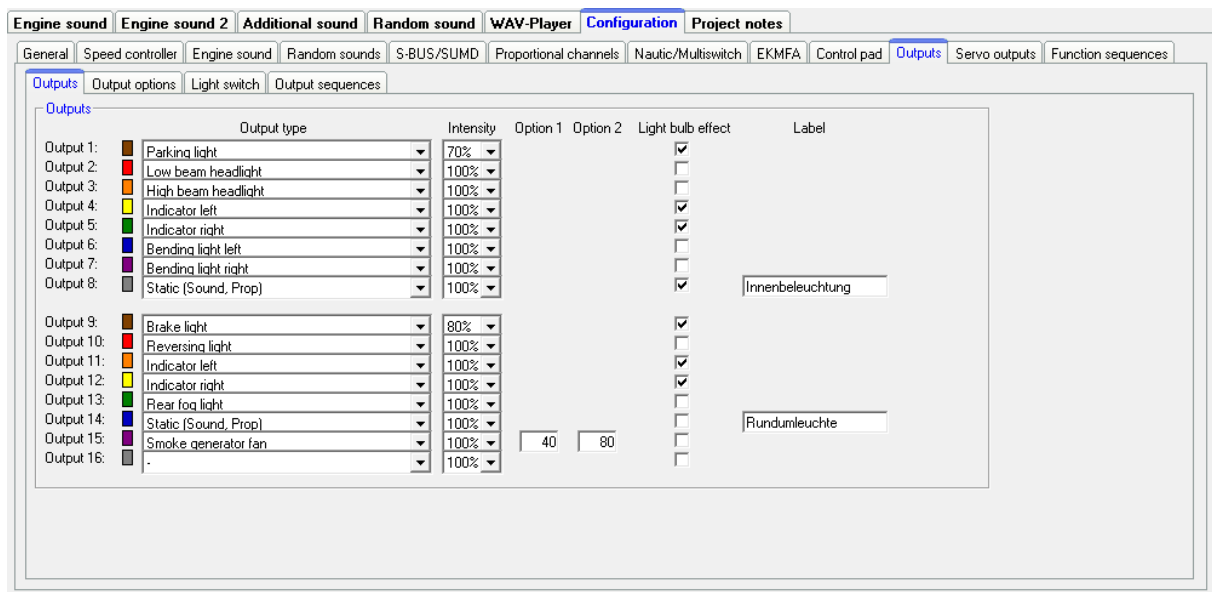 Engine sound Engine sound 2 Additional sound Random sound WAV-Player Configuration Project notes
General Speed controller Engine sound Random sounds S-BUS/SUMD Proportional channels Nautic/Multiswitch EKMFA Control pad Outputs Servo outputs Function sequences
Outputs Output options Light switch Output sequences
Outputs
Output type Intensity Option 1 Option 2 Light bulb effect Label
Output 1: Parking light 70%
Output 2: Low beam headlight 100%
Output 3: High beam headlight 100%
Output 4: Indicator left 100%
Output 5: Indicator right 100%
Output 6: Bending light left 100%
Output 7: Bending light right 100%
Output 8: Static (Sound, Prop) 100% Innenbeleuchtung
Output 9: Brake light 80%
Output 10: Reversing light 100%
Output 11: Indicator left 100%
Output 12: Indicator right 100%
Output 13: Rear fog light 100%
Output 14: Static (Sound, Prop) 100% Rundumleuchte
Output 15: Smoke generator fan 100% 40 80
Output 16: - 100%